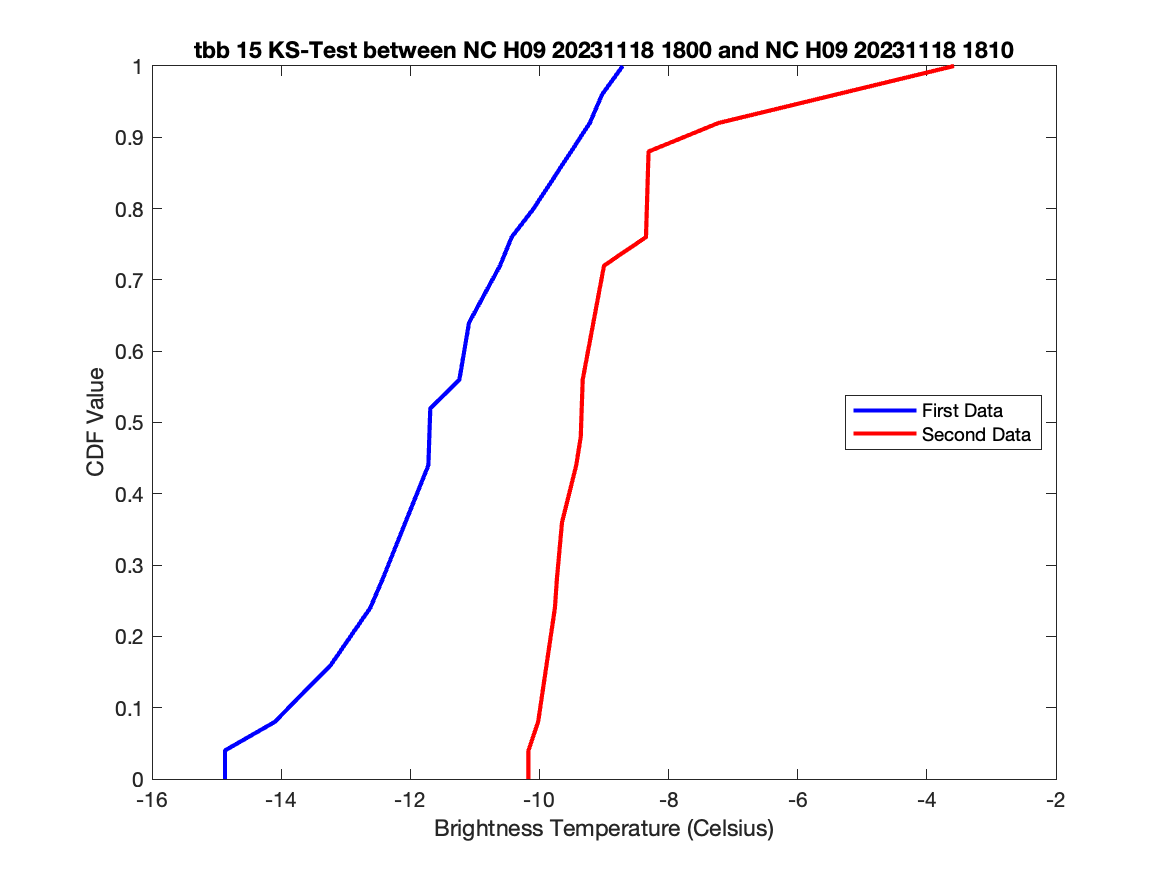 tbb 15 KS-Test between NC H09 20231118 1800 and NC H09 20231118 1810
1
0.9
0.8
0.7
0.6
0.5
0.4
0.3
0.2
0.1
0
CDF Value
First Data
Second Data
-16 -14 -12 -10 -8 -6 -4 -2
Brightness Temperature (Celsius)